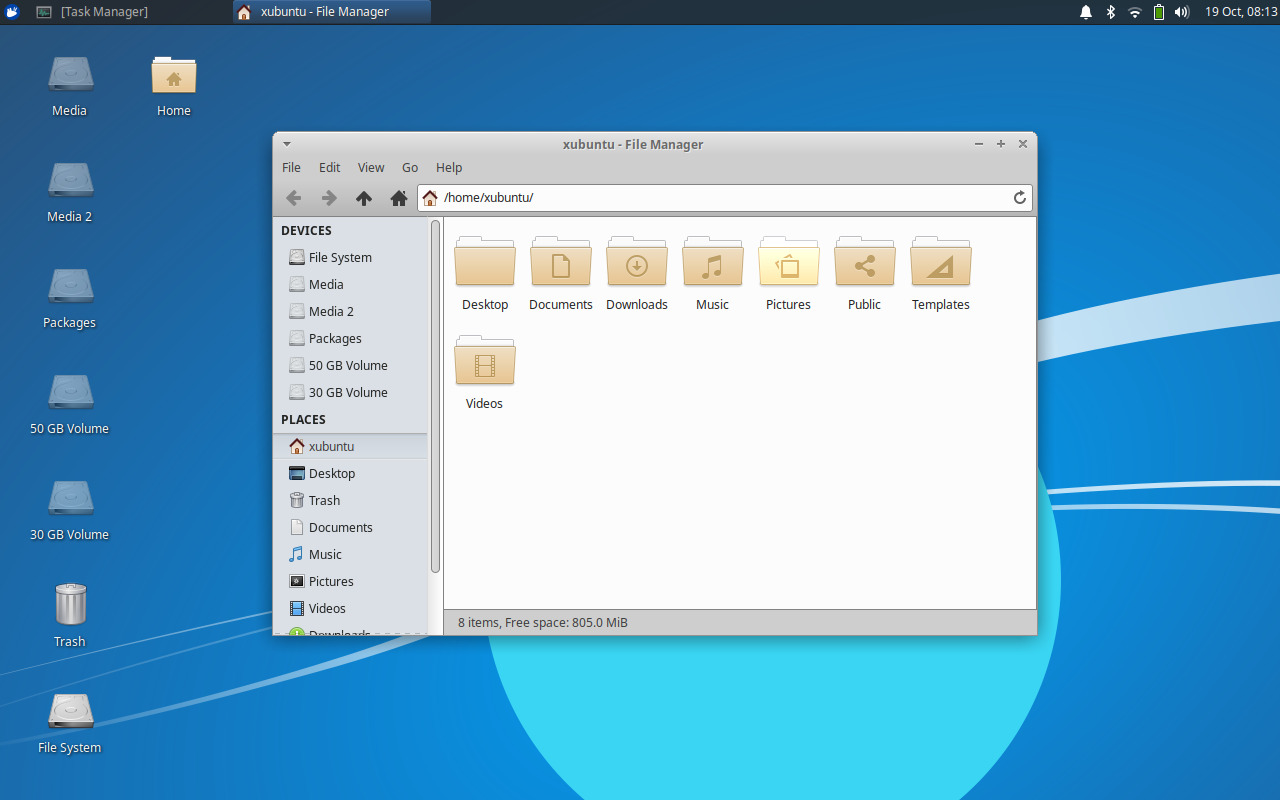 [Task Manager]
xubuntu - File Manager
19 Oct, 08:13
Media
Home
Media 2
Packages
50 GB Volume
30 GB Volume
Trash
File System
xubuntu - File Manager
File Edit View Go Help
/home/xubuntu/
DEVICES
File System
Media
Media 2
Packages
50 GB Volume
30 GB Volume
PLACES
xubuntu
Desktop
Trash
Documents
Music
Pictures
Videos
Downloads
Desktop Documents Downloads Music Pictures Public Templates
Videos
8 items, Free space: 805.0 MiB